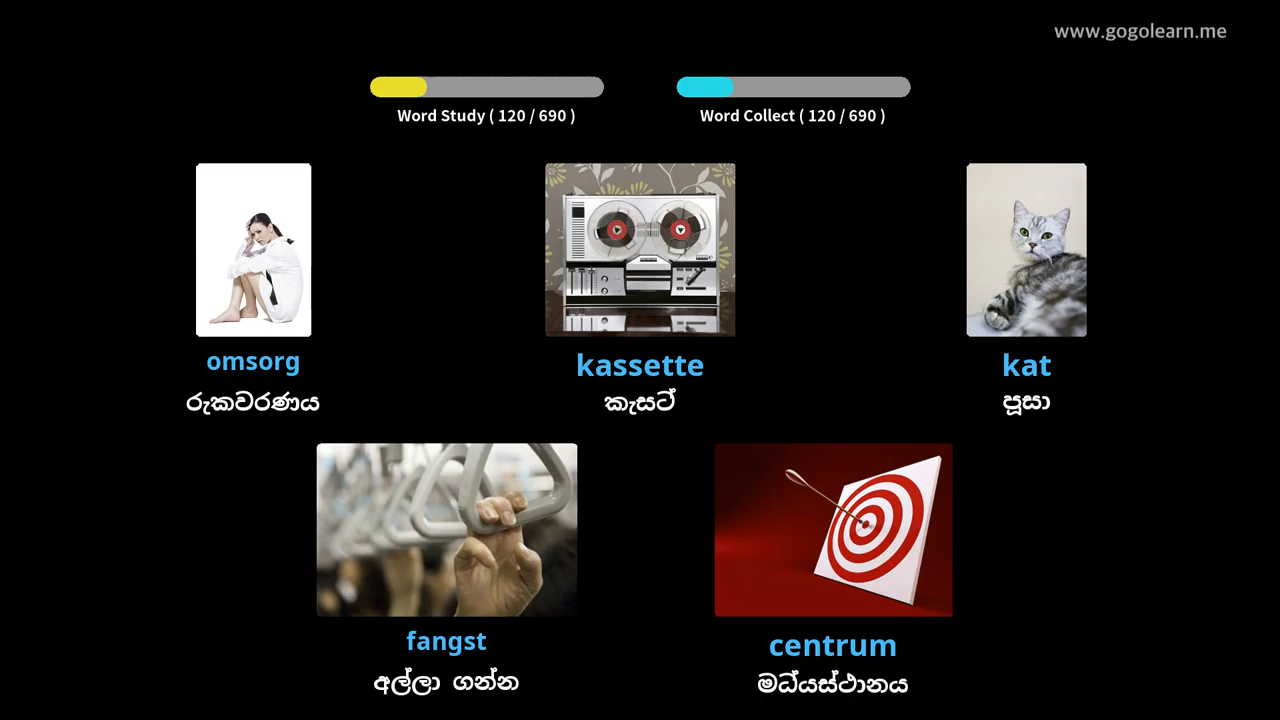 www.gogolearn.me
Word Study ( 120 / 690 )
Word Collect ( 120 / 690 )
omsorg
රුකවරණය
kassette
කැසට්
kat
පූසා
fangst
අල්ලා ගන්න
centrum
මධ්යස්ථානය